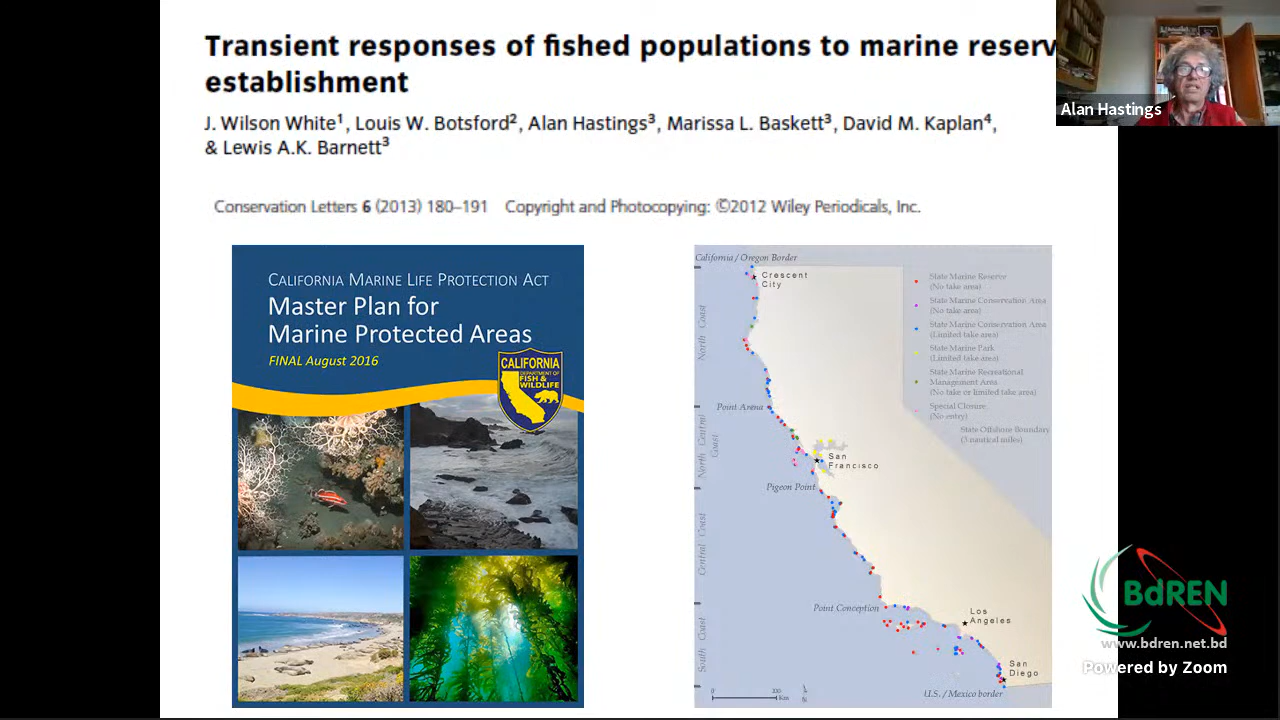 Transient responses of fished populations to marine reserv
establishment
J. Wilson White¹, Louis W. Botsford², Alan Hastings³, Marissa L. Baskett³, David M. Kaplan⁴,
& Lewis A.K. Barnett³
Alan Hastings
Conservation Letters 6 (2013) 180–191 Copyright and Photocopying: ©2012 Wiley Periodicals, Inc.
CALIFORNIA MARINE LIFE PROTECTION ACT
Master Plan for
Marine Protected Areas
FINAL August 2016
CALIFORNIA
DEPARTMENT OF
FISH &
WILDLIFE
California / Oregon Border
Crescent
City
North Coast
Point Arena
North Central
Coast
San
Francisco
Pigeon Point
Central Coast
Point Conception
Los
Angeles
South Coast
San
Diego
U.S. / Mexico border
0 200
Km
State Marine Reserve
(No take area)
State Marine Conservation Area
(No take area)
State Marine Conservation Area
(Limited take area)
State Marine Park
(Limited take area)
State Marine Recreational
Management Area
(No take or limited take area)
Special Closure
(No entry)
State Offshore Boundary
(3 nautical miles)
BdREN
www.bdren.net.bd
Powered by Zoom